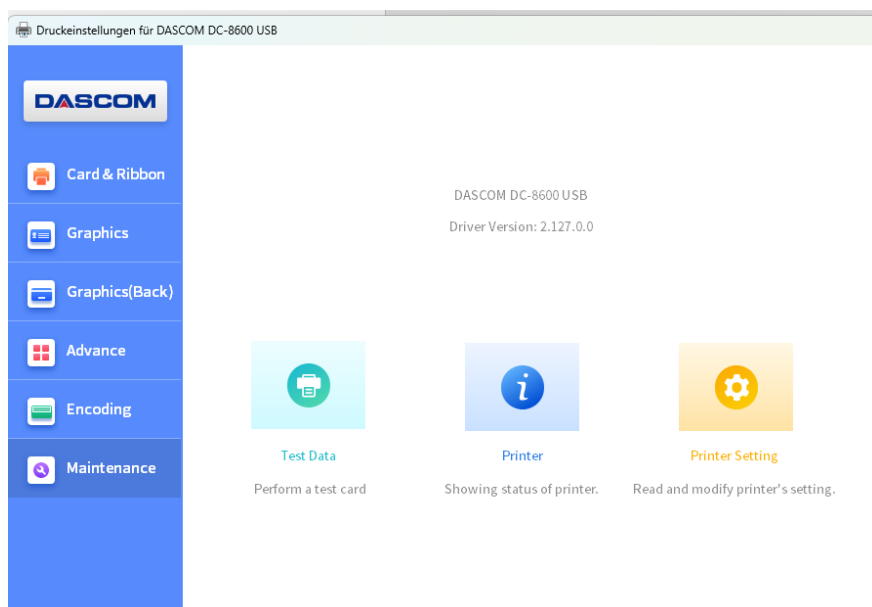 Druckeinstellungen für DASCOM DC-8600 USB
DASCOM
Card & Ribbon
Graphics
Graphics(Back)
Advance
Encoding
Maintenance
DASCOM DC-8600 USB
Driver Version: 2.127.0.0
Test Data
Perform a test card
Printer
Showing status of printer.
Printer Setting
Read and modify printer's setting.